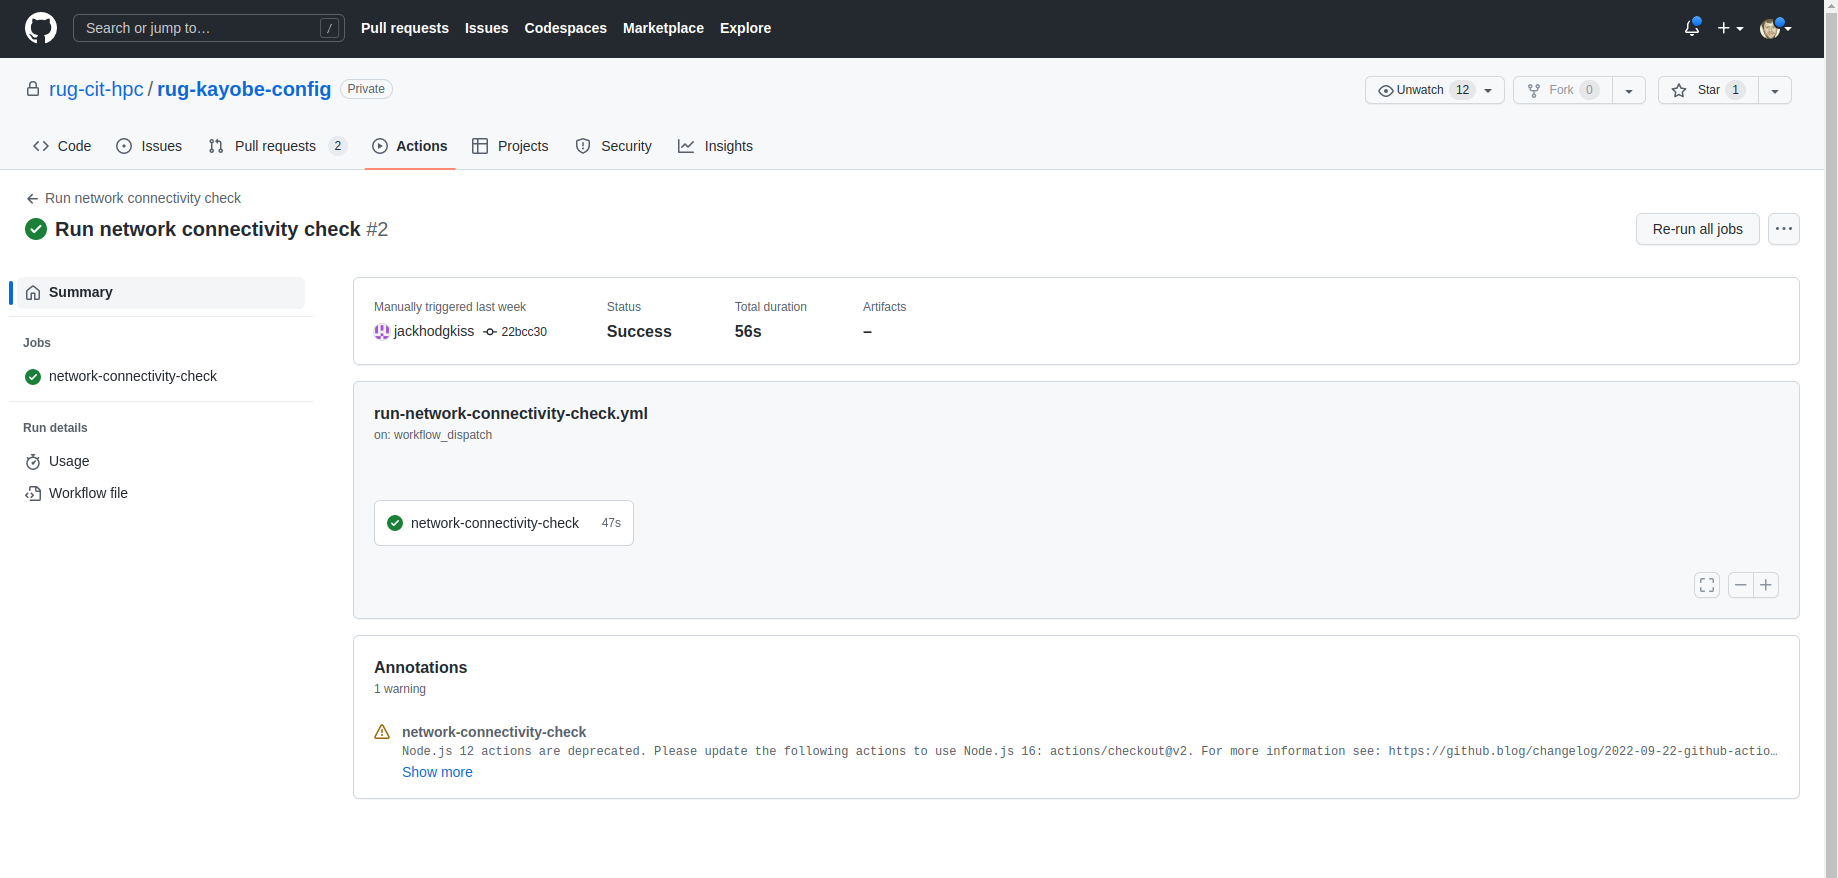 Search or jump to… /
Pull requests Issues Codespaces Marketplace Explore
rug-cit-hpc / rug-kayobe-config Private
Unwatch 12 Fork 0 Star 1
Code Issues Pull requests 2 Actions Projects Security Insights
Run network connectivity check
Run network connectivity check #2
Re-run all jobs
Summary
Jobs
network-connectivity-check
Run details
Usage
Workflow file
Manually triggered last week Status Total duration Artifacts
jackhodgkiss 22bcc30 Success 56s –
run-network-connectivity-check.yml
on: workflow_dispatch
network-connectivity-check 47s
Annotations
1 warning
network-connectivity-check
Node.js 12 actions are deprecated. Please update the following actions to use Node.js 16: actions/checkout@v2. For more information see: https://github.blog/changelog/2022-09-22-github-actio…
Show more